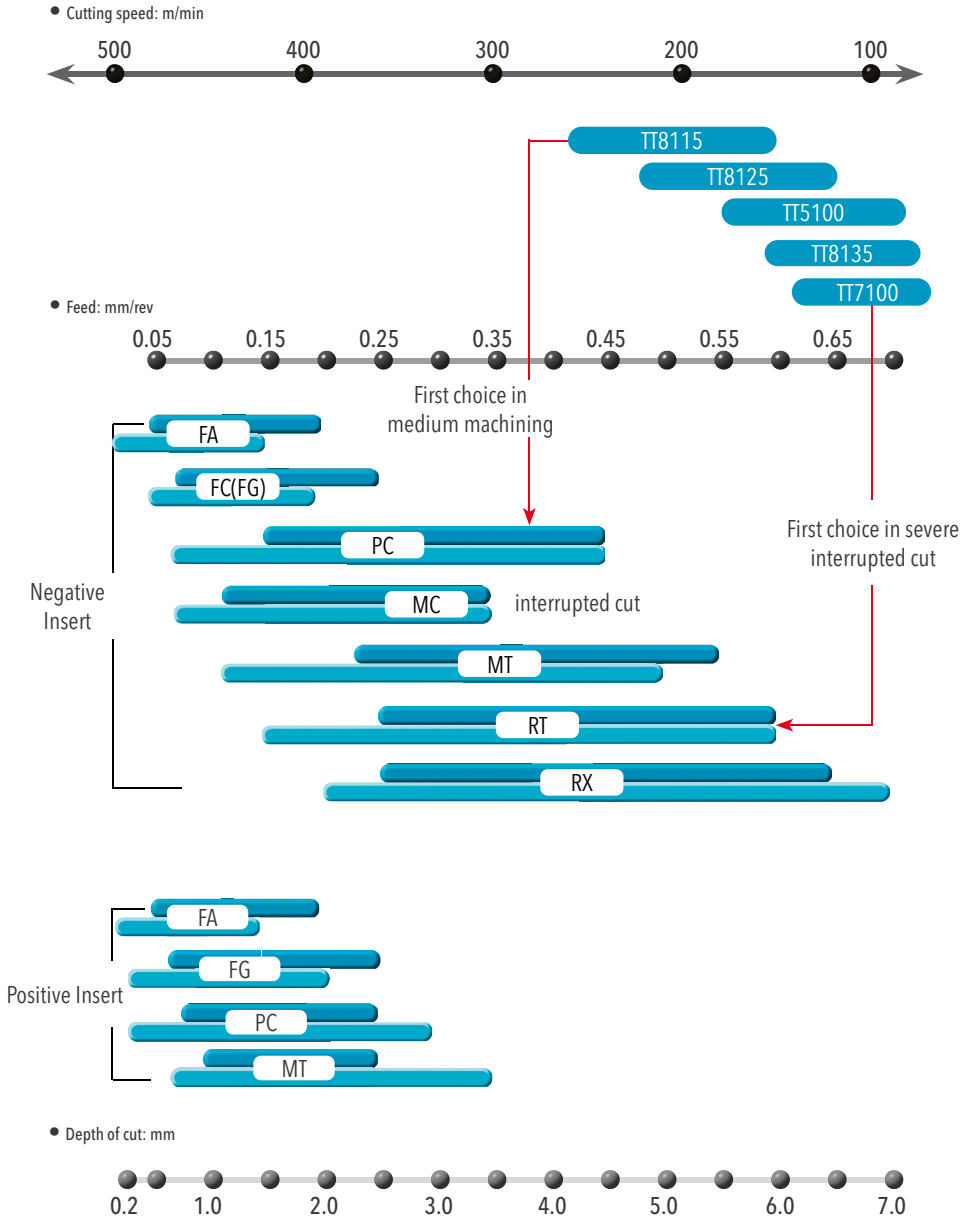 • Cutting speed: m/min
500 400 300 200 100
TT8115
TT8125
TT5100
TT8135
TT7100
• Feed: mm/rev
0.05 0.15 0.25 0.35 0.45 0.55 0.65
First choice in
medium machining
FA
FC(FG)
PC
First choice in severe
interrupted cut
Negative
Insert
MC
interrupted cut
MT
RT
RX
FA
FG
Positive Insert
PC
MT
• Depth of cut: mm
0.2 1.0 2.0 3.0 4.0 5.0 6.0 7.0